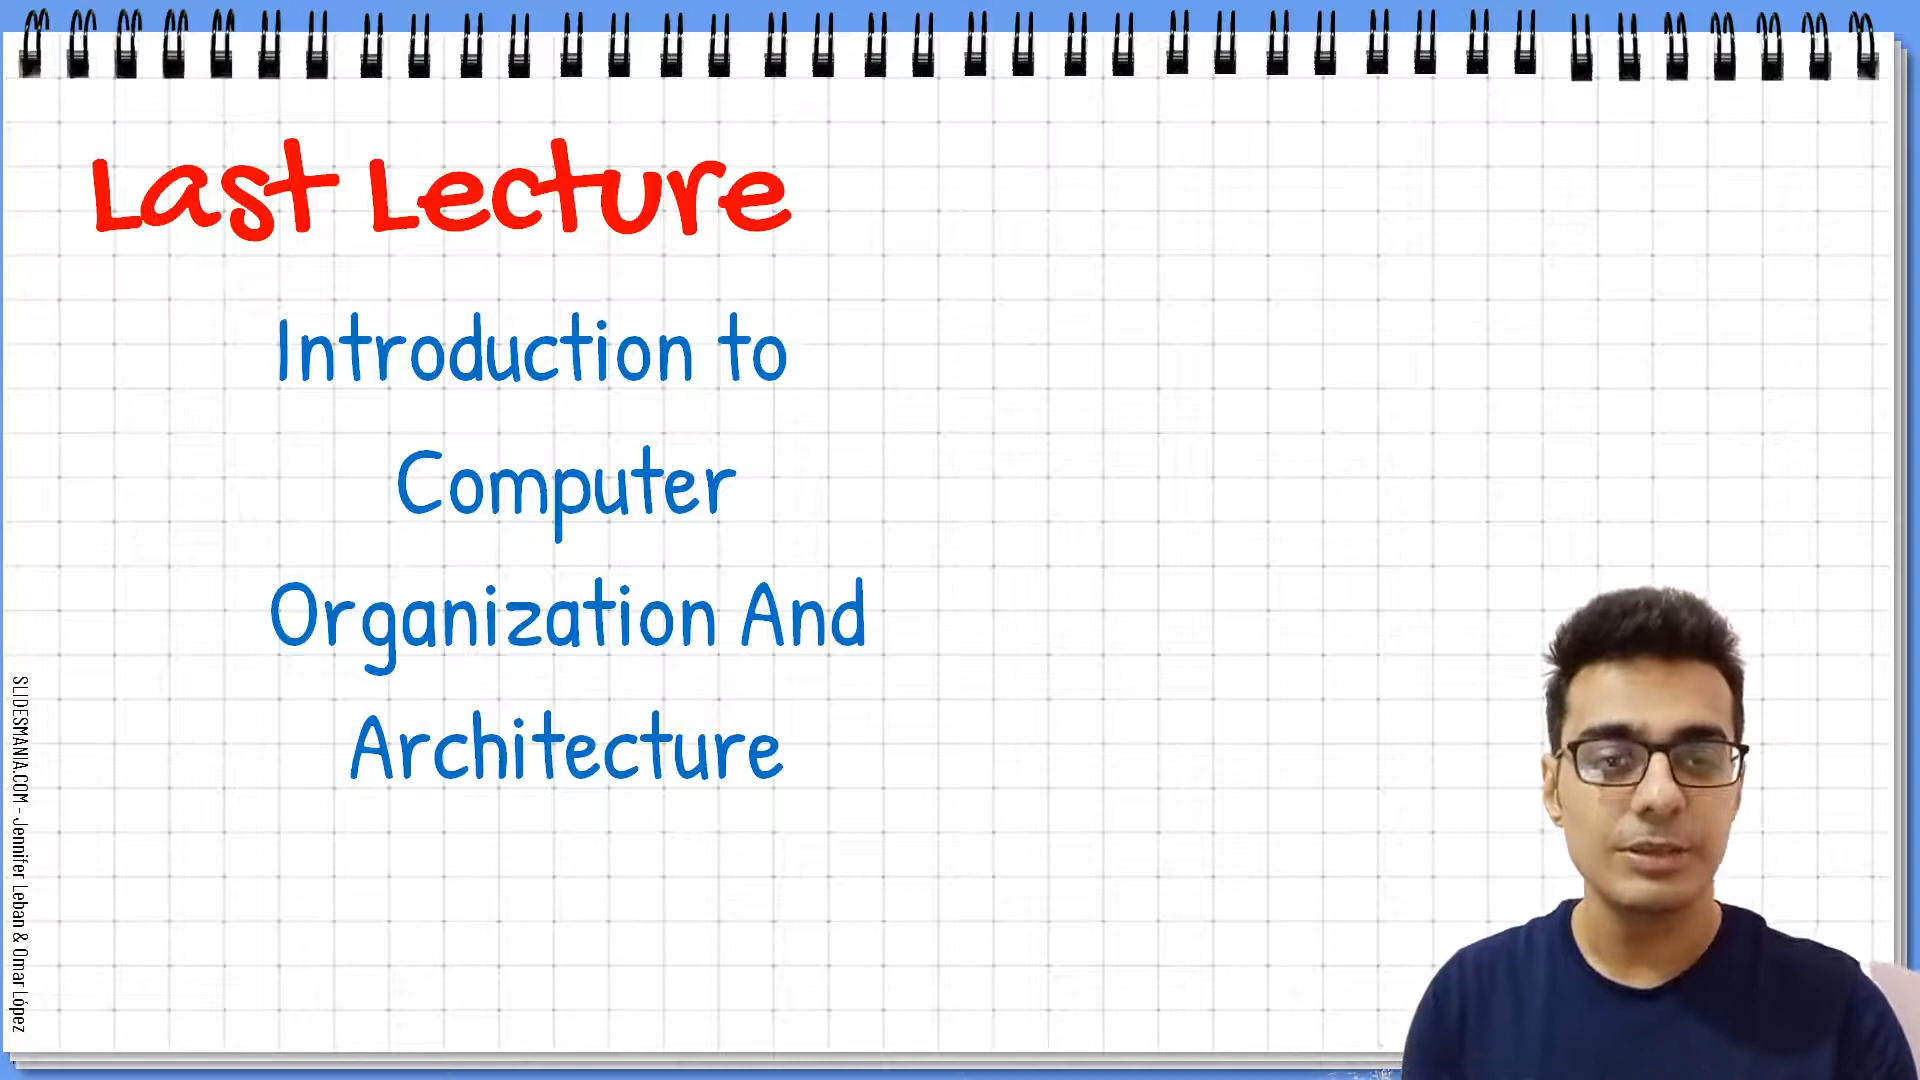 Last Lecture
Introduction to
Computer
Organization And
Architecture
SLIDESMANIA.COM - Jennifer Leban & Omar López